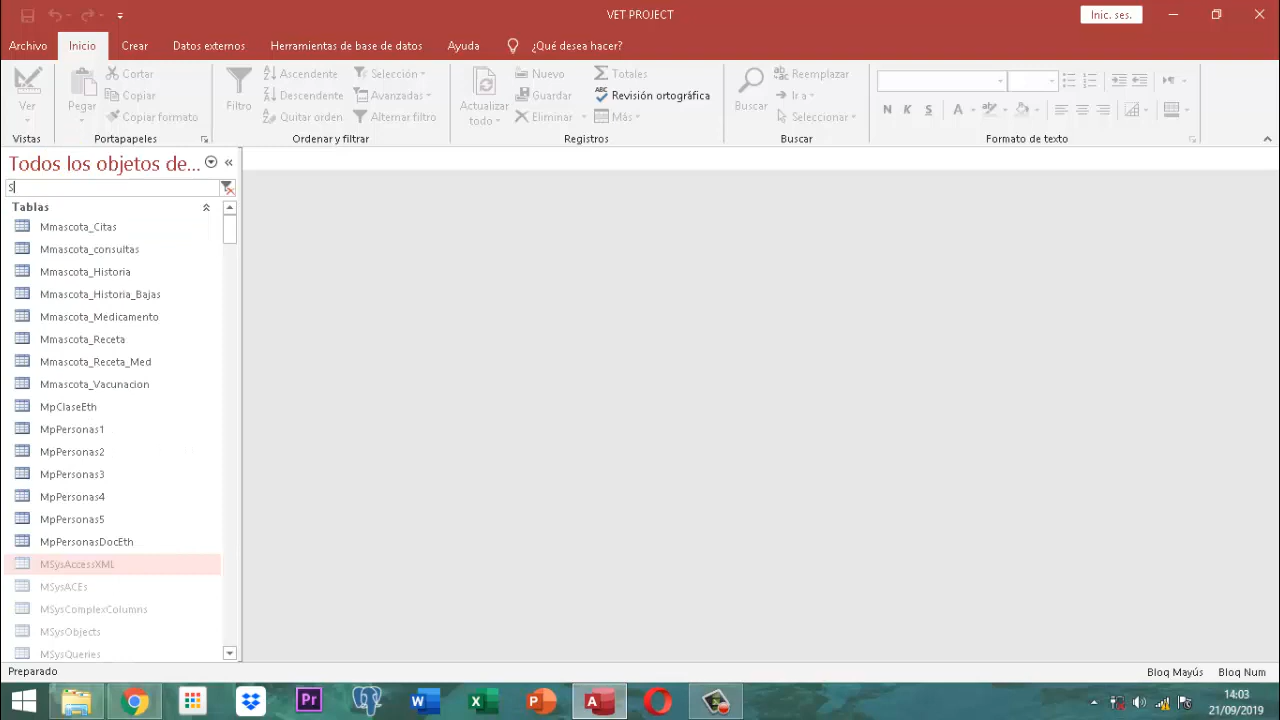 VET PROJECT
Inic. ses.
Archivo Inicio Crear Datos externos Herramientas de base de datos Ayuda ¿Qué desea hacer?
Ver
Vistas
Pegar
Cortar
Copiar
Copiar formato
Portapapeles
Filtro
Ascendente
Descendente
Quitar orden
Selección
Avanzadas
Alternar filtro
Ordenar y filtrar
Actualizar
todo
Nuevo
Guardar
Eliminar
Totales
Revisión ortográfica
Más
Registros
Buscar
Reemplazar
Ir a
Seleccionar
Buscar
N K S A
Formato de texto
Todos los objetos de...
S
Tablas
Mmascota_Citas
Mmascota_consultas
Mmascota_Historia
Mmascota_Historia_Bajas
Mmascota_Medicamento
Mmascota_Receta
Mmascota_Receta_Med
Mmascota_Vacunacion
MpClaseEth
MpPersonas1
MpPersonas2
MpPersonas3
MpPersonas4
MpPersonas5
MpPersonasDocEth
MSysAccessXML
MSysACEs
MSysComplexColumns
MSysObjects
MSysQueries
Preparado
Bloq Mayús Bloq Num
Pr
14:03
21/09/2019